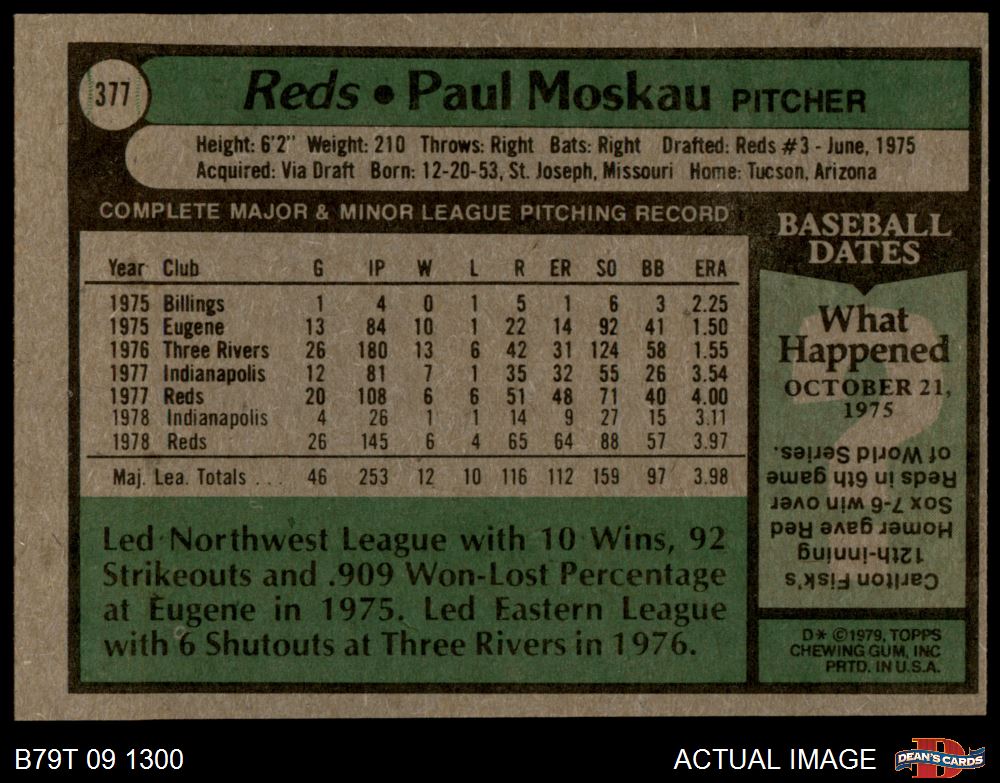 377
Reds • Paul Moskau PITCHER
Height: 6'2" Weight: 210 Throws: Right Bats: Right Drafted: Reds #3 - June, 1975
Acquired: Via Draft Born: 12-20-53, St. Joseph, Missouri Home: Tucson, Arizona
COMPLETE MAJOR & MINOR LEAGUE PITCHING RECORD
Year Club G IP W L R ER SO BB ERA
1975 Billings 1 4 0 1 5 1 6 3 2.25
1975 Eugene 13 84 10 1 22 14 92 41 1.50
1976 Three Rivers 26 180 13 6 42 31 124 58 1.55
1977 Indianapolis 12 81 7 1 35 32 55 26 3.54
1977 Reds 20 108 6 6 51 48 71 40 4.00
1978 Indianapolis 4 26 1 1 14 9 27 15 3.11
1978 Reds 26 145 6 4 65 64 88 57 3.97
Maj. Lea. Totals . . . 46 253 12 10 116 112 159 97 3.98
Led Northwest League with 10 Wins, 92
Strikeouts and .909 Won-Lost Percentage
at Eugene in 1975. Led Eastern League
with 6 Shutouts at Three Rivers in 1976.
BASEBALL
DATES
What
Happened
OCTOBER 21,
1975
Carlton Fisk's
12th-inning
Homer gave Red
Sox 7-6 win over
Reds in 6th game
of World Series.
D* ©1979, TOPPS
CHEWING GUM, INC
PRTD. IN U.S.A.
B79T 09 1300
ACTUAL IMAGE
D
DEAN'S CARDS